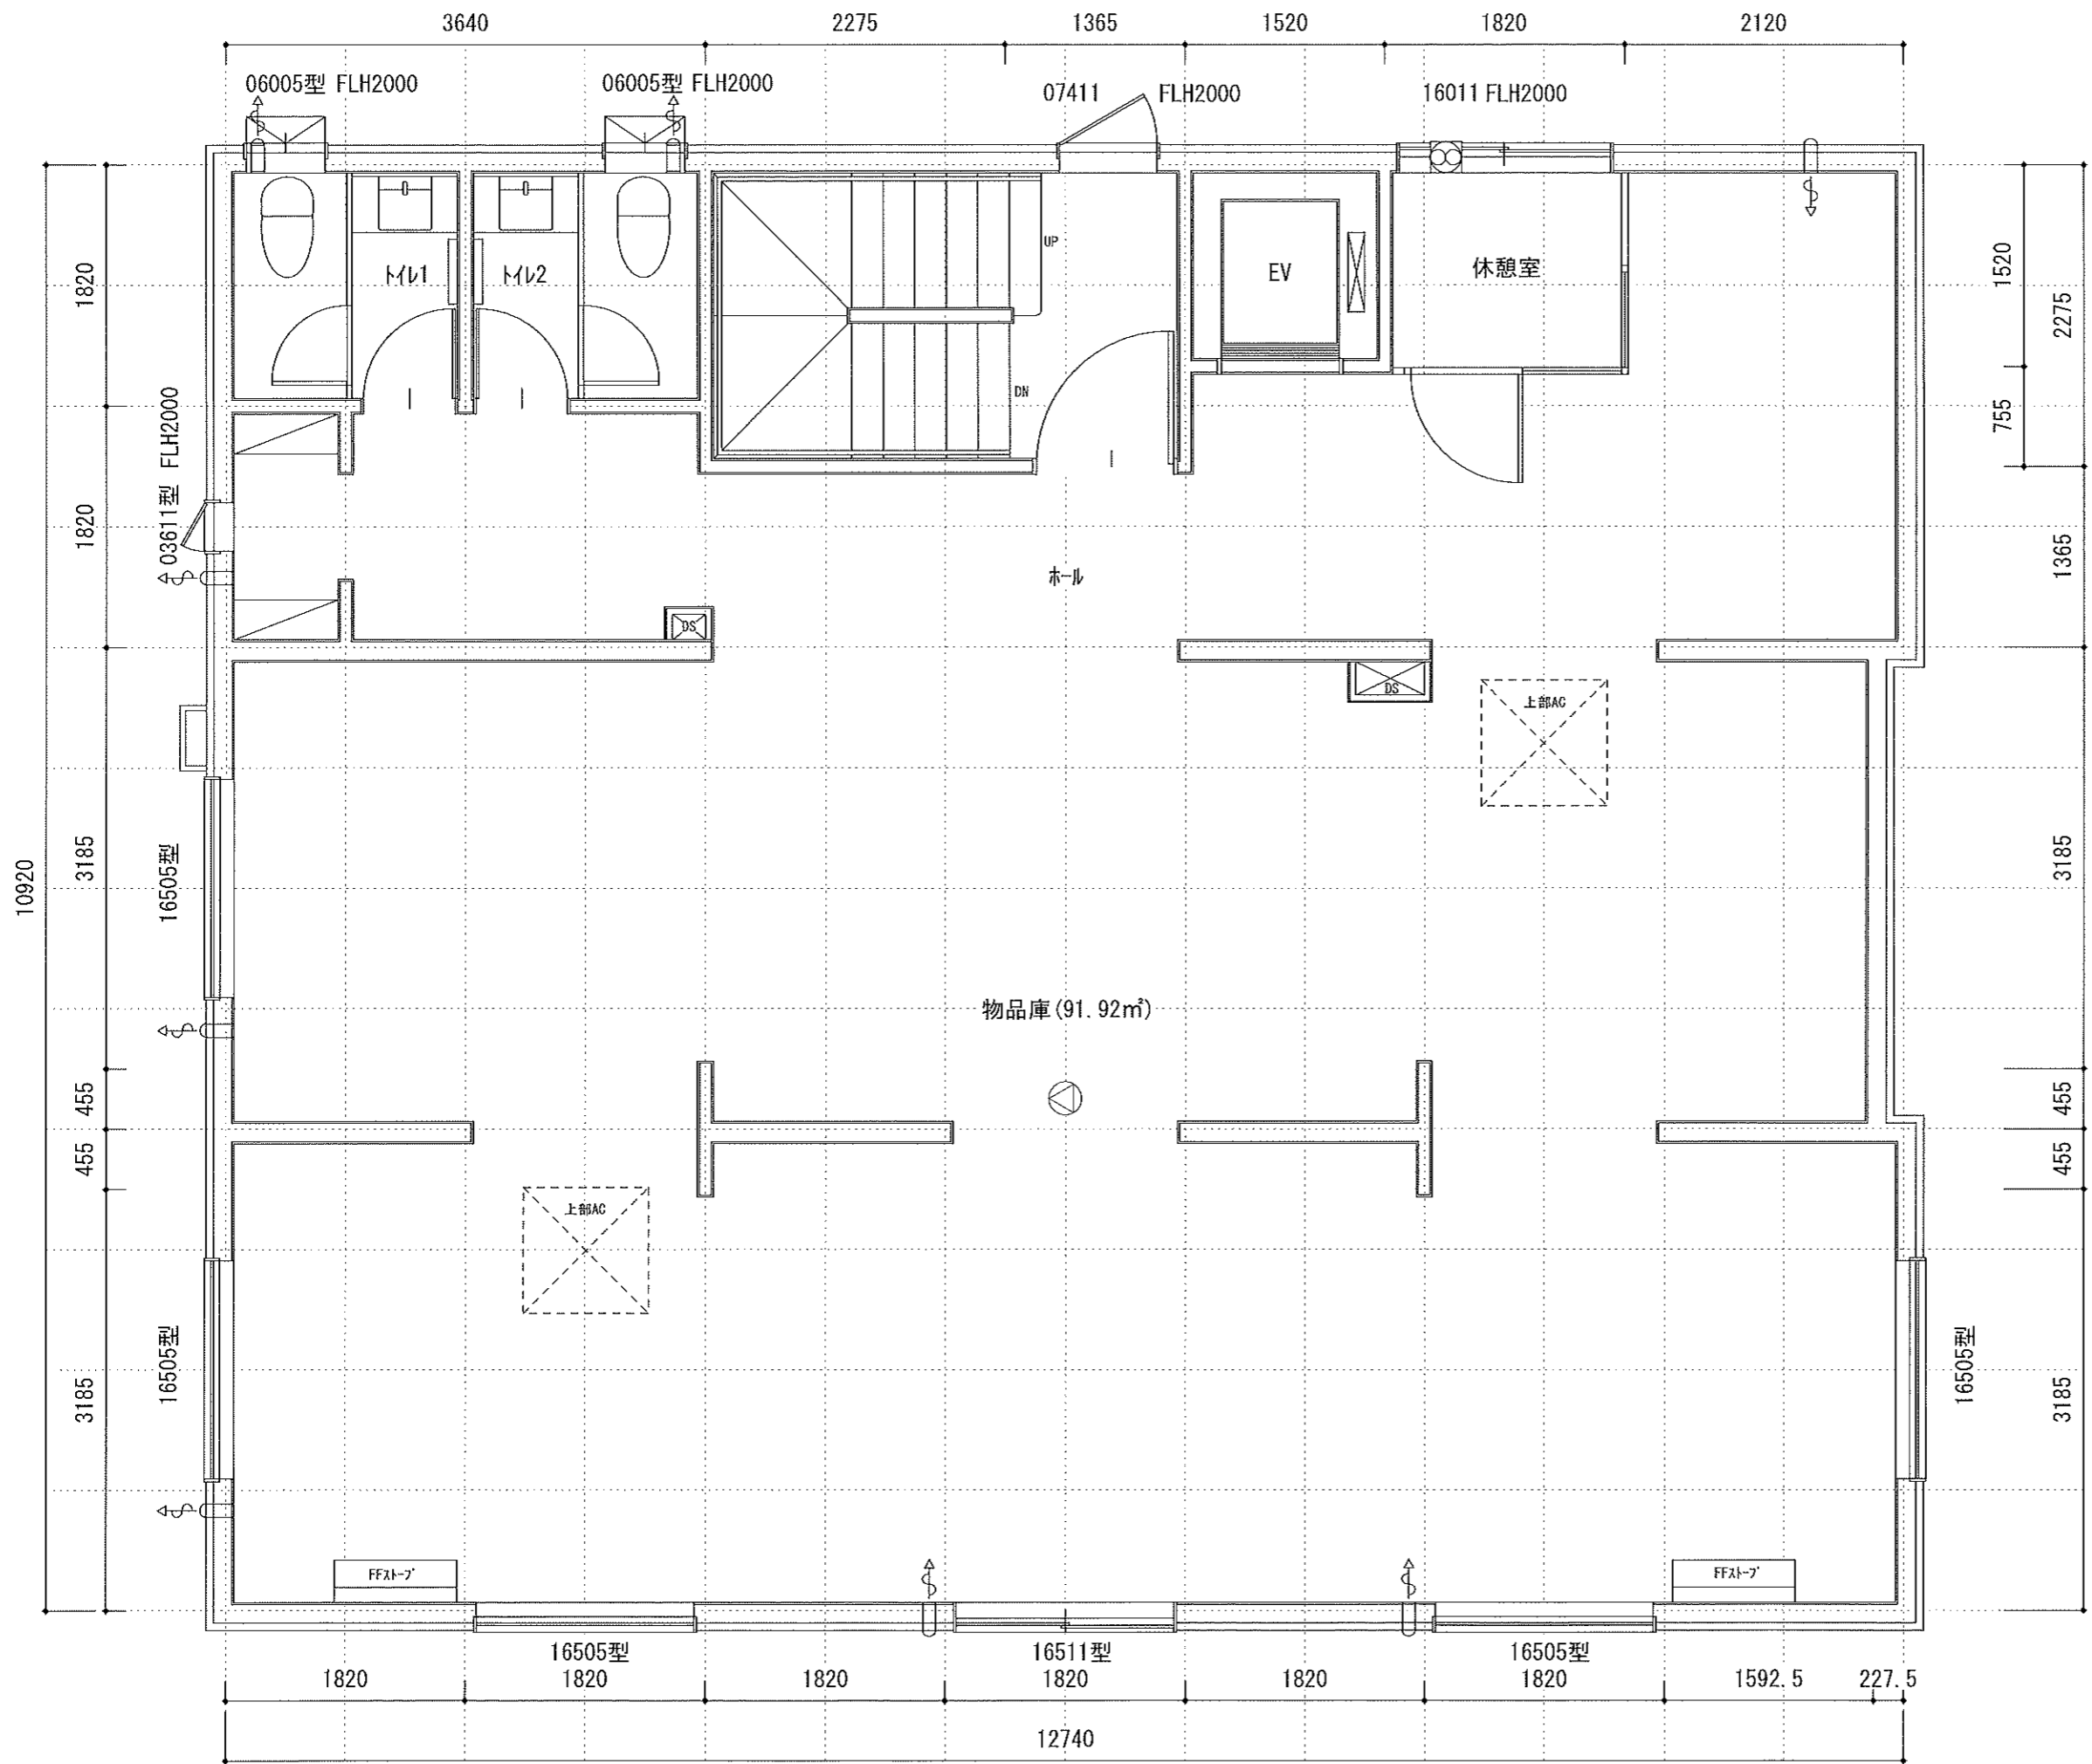 3640
2275
1365
1520
1820
2120
06005型 FLH2000
06005型 FLH2000
07411
FLH2000
16011 FLH2000
トイレ1
トイレ2
UP
DN
EV
休憩室
1820
1820
3185
455
455
3185
10920
03611型 FLH2000
16505型
16505型
1520
755
2275
1365
3185
455
455
3185
16505型
ホール
DS
DS
上部AC
物品庫(91.92㎡)
上部AC
FFストーブ
FFストーブ
16505型
16511型
16505型
1820
1820
1820
1820
1820
1820
1592.5
227.5
12740